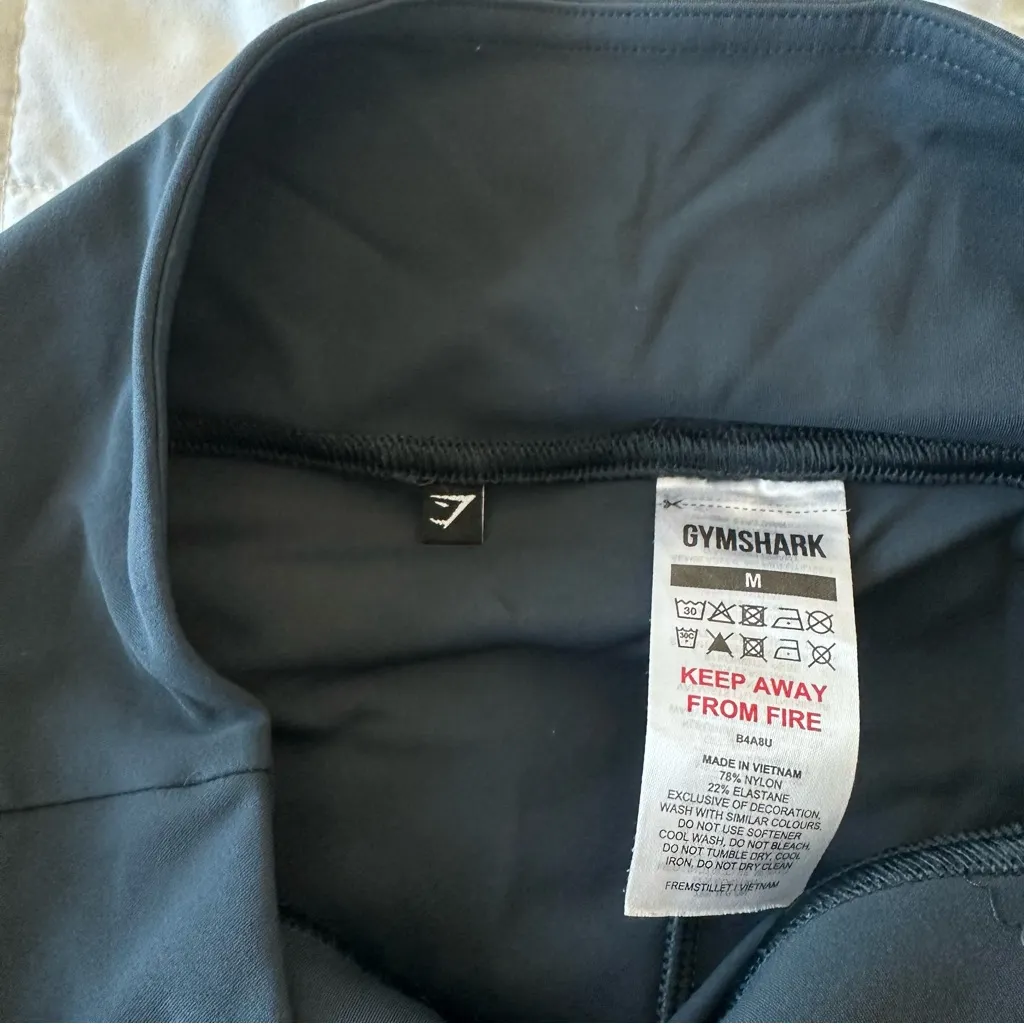 GYMSHARK
M
30
30C
P
KEEP AWAY
FROM FIRE
B4A8U
MADE IN VIETNAM
78% NYLON
22% ELASTANE
EXCLUSIVE OF DECORATION.
WASH WITH SIMILAR COLOURS.
DO NOT USE SOFTENER
COOL WASH, DO NOT BLEACH,
DO NOT TUMBLE DRY, COOL
IRON, DO NOT DRY CLEAN
FREMSTILLET I VIETNAM